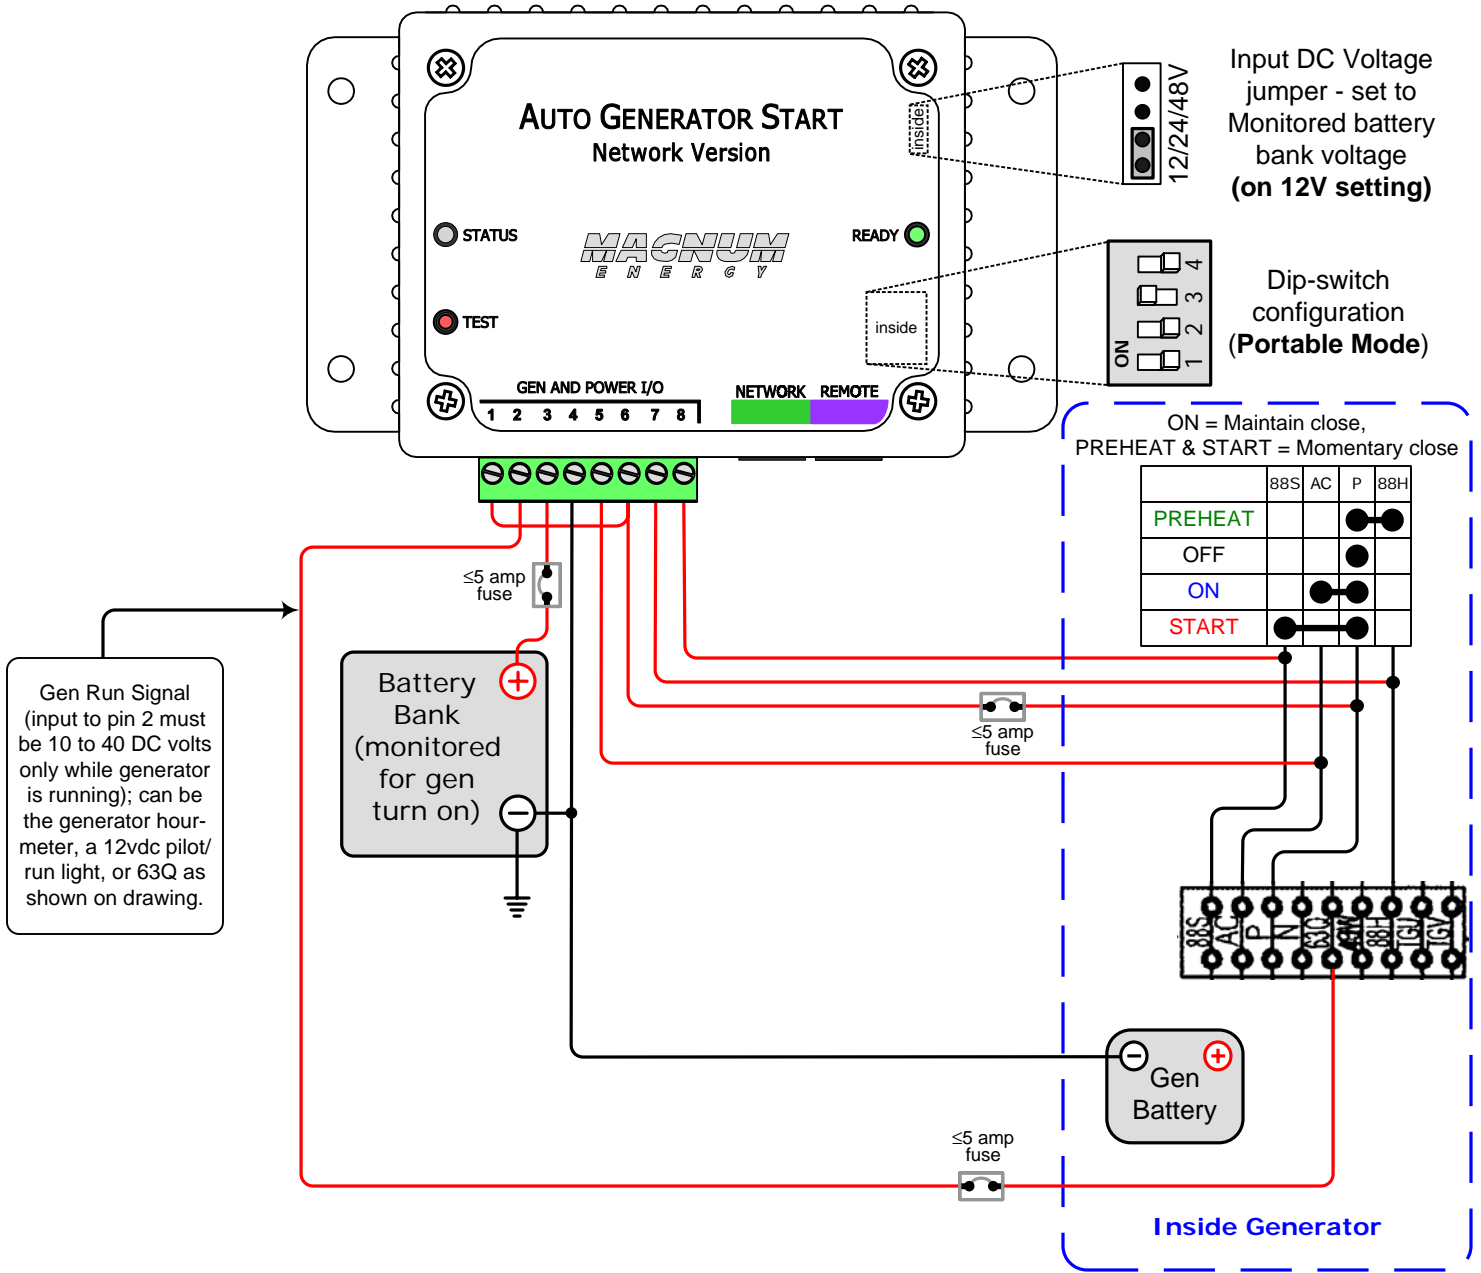 AUTO GENERATOR START
Network Version
STATUS
MAGNUM
ENERGY
READY
TEST
inside
inside
GEN AND POWER I/O
1 2 3 4 5 6 7 8
NETWORK REMOTE
12/24/48V
Input DC Voltage
jumper - set to
Monitored battery
bank voltage
(on 12V setting)
ON
1 2 3 4
Dip-switch
configuration
(Portable Mode)
ON = Maintain close,
PREHEAT & START = Momentary close
88S AC P 88H
PREHEAT
OFF
ON
START
≤5 amp
fuse
Battery
Bank
(monitored
for gen
turn on)
Gen Run Signal
(input to pin 2 must
be 10 to 40 DC volts
only while generator
is running); can be
the generator hour-
meter, a 12vdc pilot/
run light, or 63Q as
shown on drawing.
≤5 amp
fuse
88S AC P N 63Q 88H TGU TGV
Gen
Battery
≤5 amp
fuse
Inside Generator